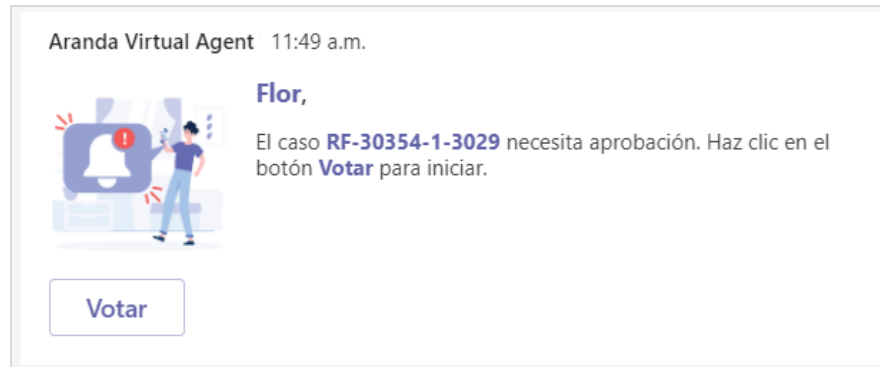 Aranda Virtual Agent 11:49 a.m.
Flor,
El caso RF-30354-1-3029 necesita aprobación. Haz clic en el
botón Votar para iniciar.
Votar